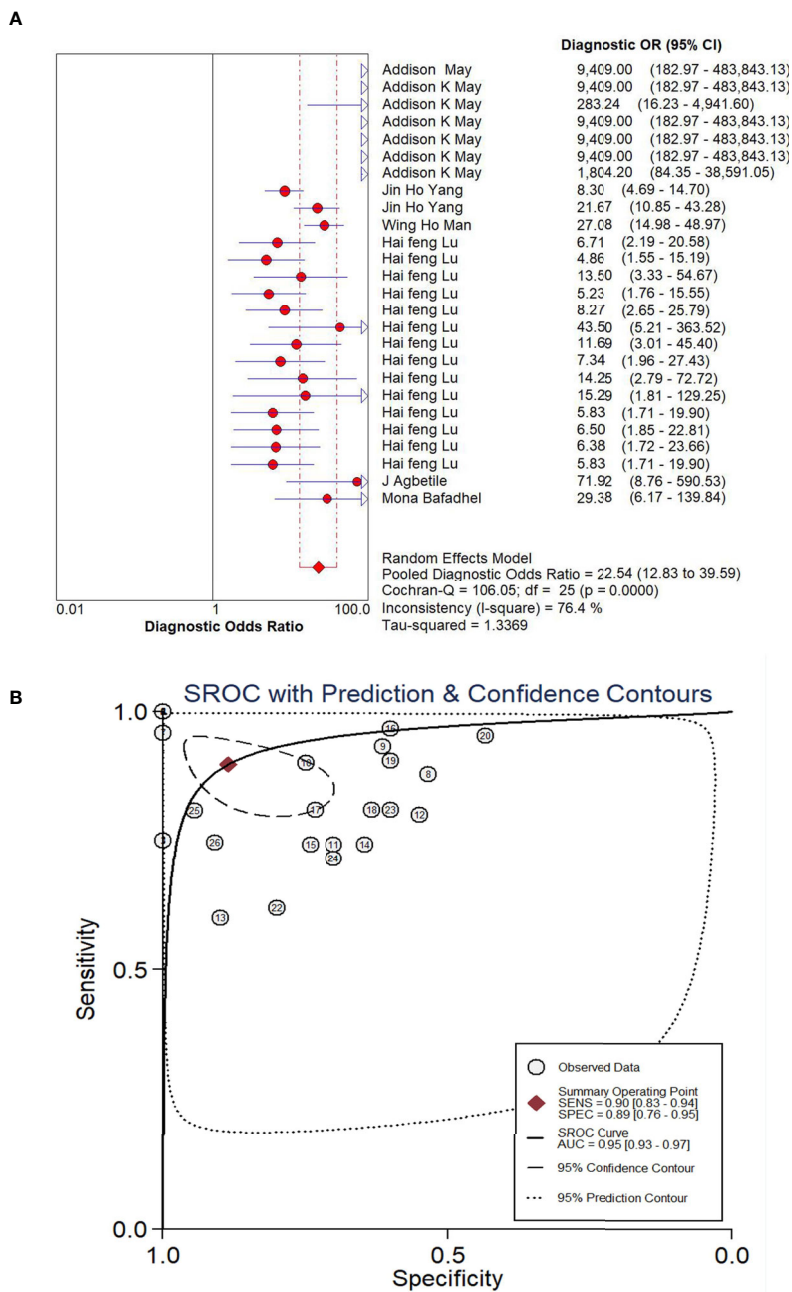 A
Diagnostic OR (95% CI)
Addison May 9,409.00 (182.97 - 483,843.13)
Addison K May 9,409.00 (182.97 - 483,843.13)
Addison K May 283.24 (16.23 - 4,941.60)
Addison K May 9,409.00 (182.97 - 483,843.13)
Addison K May 9,409.00 (182.97 - 483,843.13)
Addison K May 9,409.00 (182.97 - 483,843.13)
Addison K May 1,804.20 (84.35 - 38,591.05)
Jin Ho Yang 8.30 (4.69 - 14.70)
Jin Ho Yang 21.67 (10.85 - 43.28)
Wing Ho Man 27.08 (14.98 - 48.97)
Hai feng Lu 6.71 (2.19 - 20.58)
Hai feng Lu 4.86 (1.55 - 15.19)
Hai feng Lu 13.50 (3.33 - 54.67)
Hai feng Lu 5.23 (1.76 - 15.55)
Hai feng Lu 8.27 (2.65 - 25.79)
Hai feng Lu 43.50 (5.21 - 363.52)
Hai feng Lu 11.69 (3.01 - 45.40)
Hai feng Lu 7.34 (1.96 - 27.43)
Hai feng Lu 14.25 (2.79 - 72.72)
Hai feng Lu 15.29 (1.81 - 129.25)
Hai feng Lu 5.83 (1.71 - 19.90)
Hai feng Lu 6.50 (1.85 - 22.81)
Hai feng Lu 6.38 (1.72 - 23.66)
Hai feng Lu 5.83 (1.71 - 19.90)
J Agbetile 71.92 (8.76 - 590.53)
Mona Bafadhel 29.38 (6.17 - 139.84)
Random Effects Model
Pooled Diagnostic Odds Ratio = 22.54 (12.83 to 39.59)
Cochran-Q = 106.05; df = 25 (p = 0.0000)
Inconsistency (I-square) = 76.4 %
Tau-squared = 1.3369
0.01 1 100.0
Diagnostic Odds Ratio
B
SROC with Prediction & Confidence Contours
1.0
16
20
7
9
10
19
8
25
17
18
23
12
3
26
15
11
14
24
22
13
0.5
Sensitivity
Observed Data
Summary Operating Point
SENS = 0.90 [0.83 - 0.94]
SPEC = 0.89 [0.76 - 0.95]
SROC Curve
AUC = 0.95 [0.93 - 0.97]
95% Confidence Contour
95% Prediction Contour
0.0
1.0 0.5 0.0
Specificity